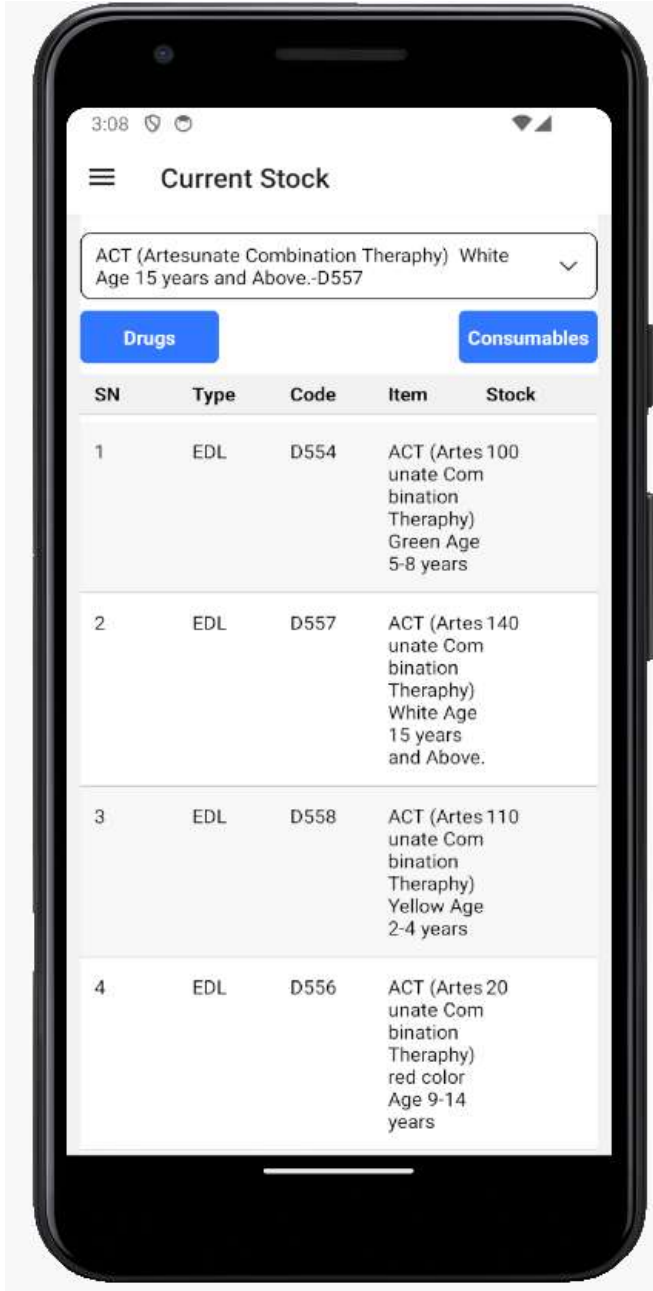 3:08
Current Stock
ACT (Artesunate Combination Theraphy)  White
Age 15 years and Above.-D557
Drugs
Consumables
SN Type Code Item Stock
1 EDL D554 ACT (Artes 100
unate Com
bination
Theraphy)
Green Age
5-8 years
2 EDL D557 ACT (Artes 140
unate Com
bination
Theraphy)
White Age
15 years
and Above.
3 EDL D558 ACT (Artes 110
unate Com
bination
Theraphy)
Yellow Age
2-4 years
4 EDL D556 ACT (Artes 20
unate Com
bination
Theraphy)
red color
Age 9-14
years